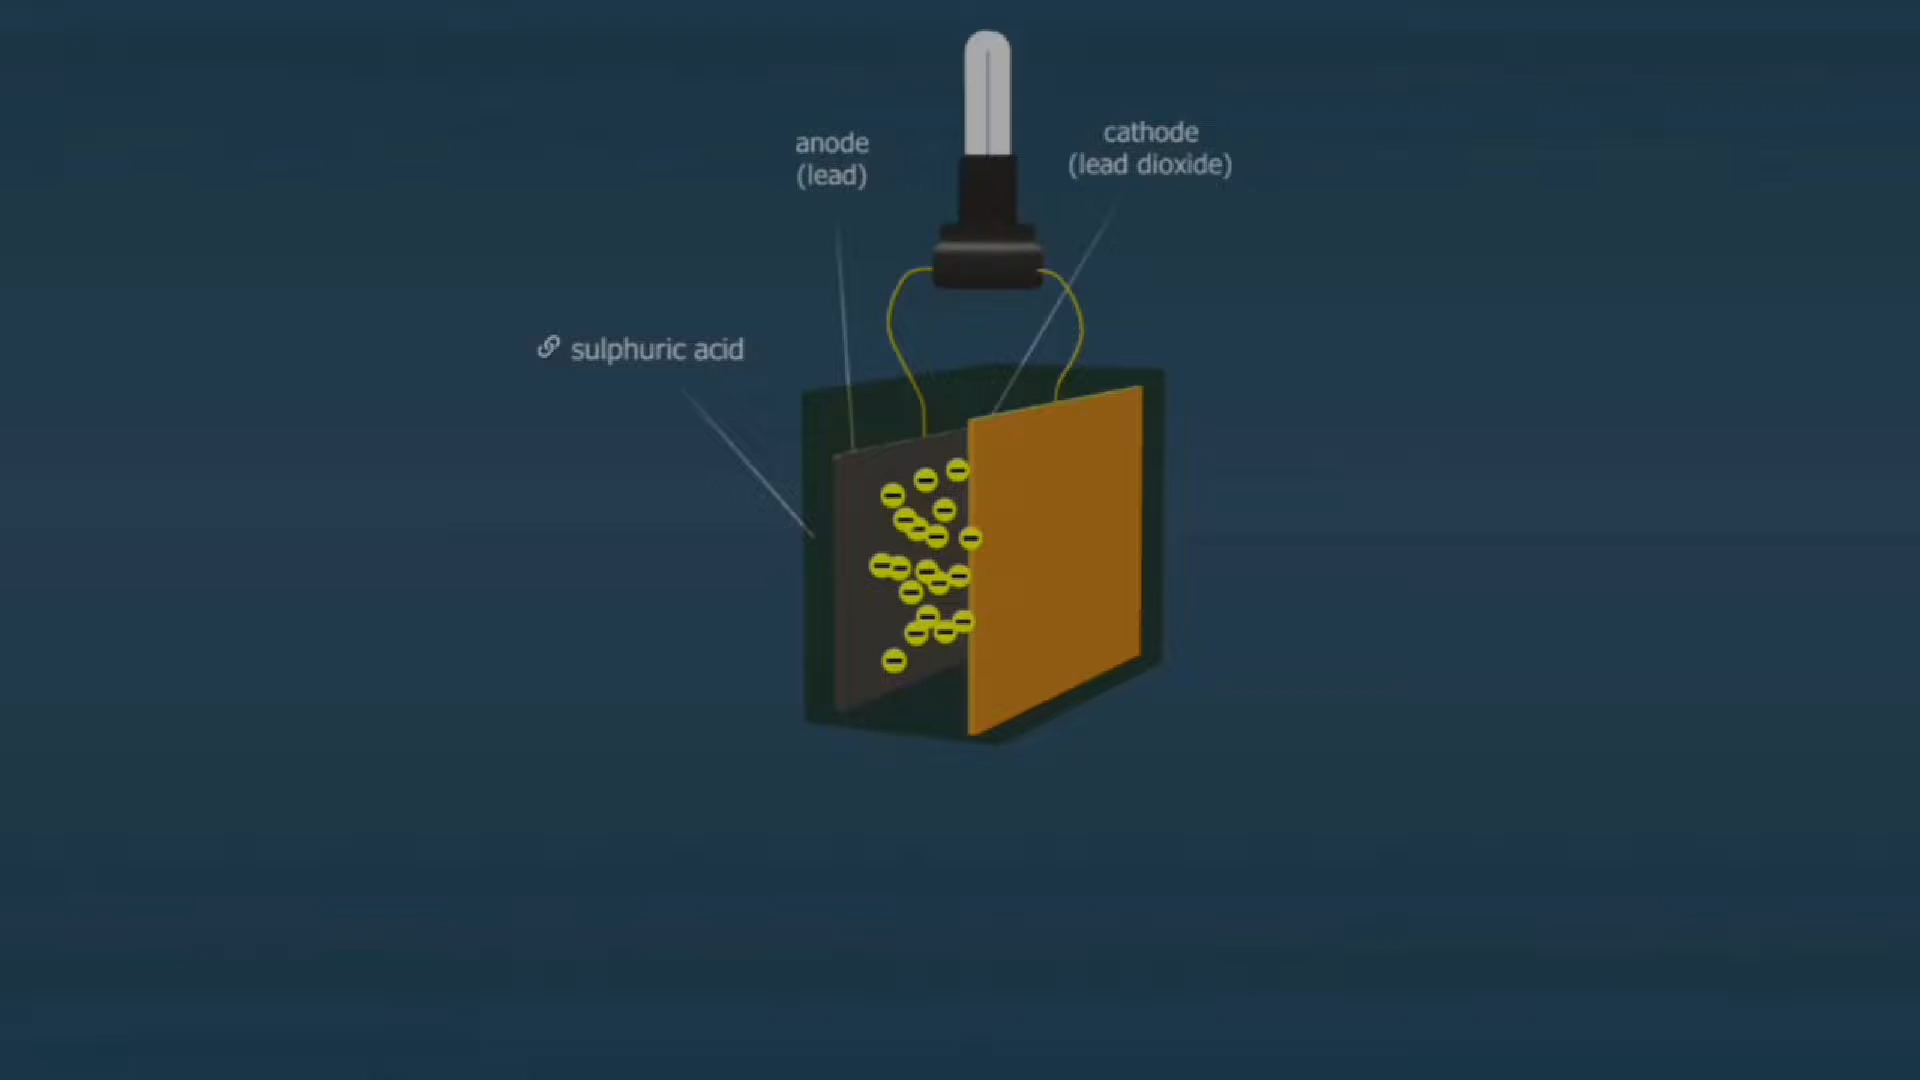 anode
(lead)
cathode
(lead dioxide)
sulphuric acid